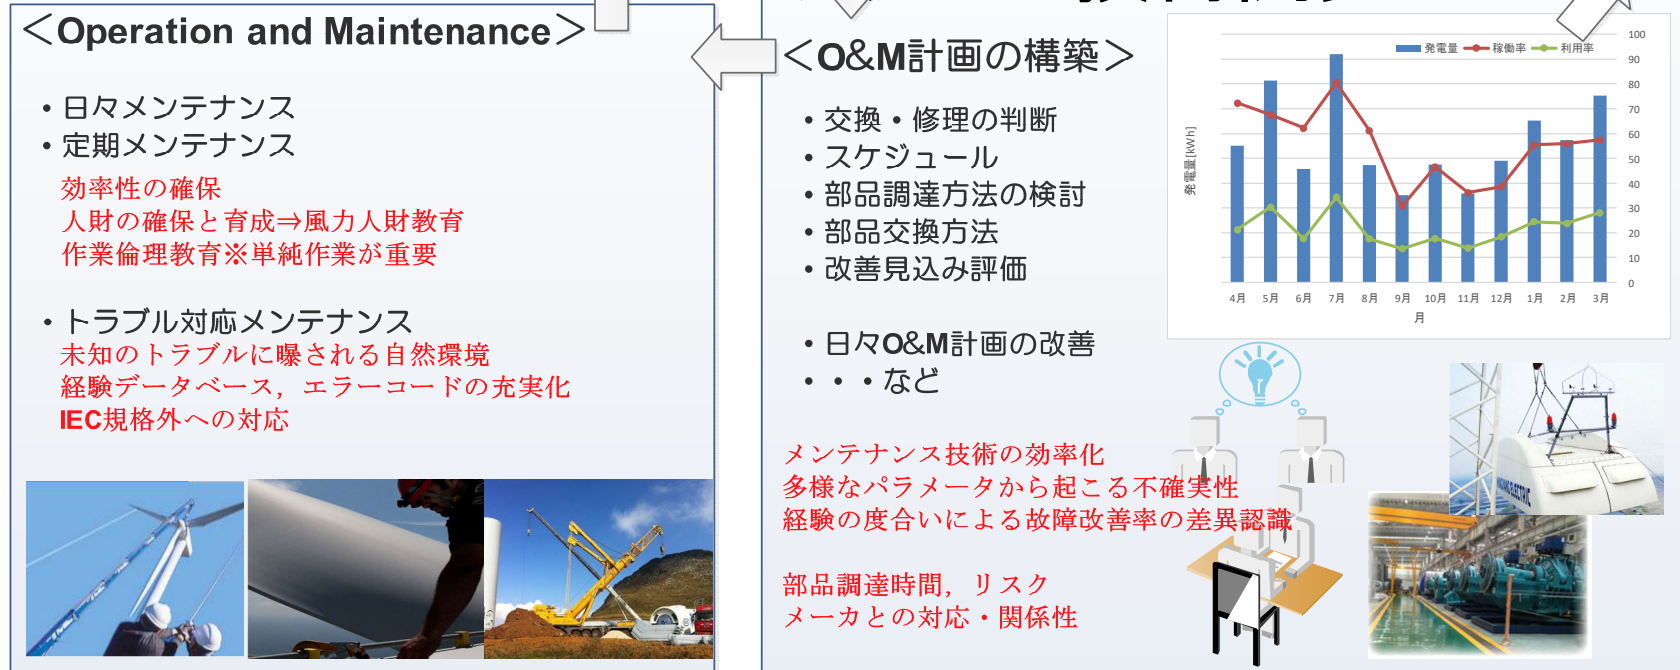 ＜Operation and Maintenance＞
・日々メンテナンス
・定期メンテナンス
効率性の確保
人財の確保と育成⇒風力人財教育
作業倫理教育※単純作業が重要
・トラブル対応メンテナンス
未知のトラブルに曝される自然環境
経験データベース，エラーコードの充実化
IEC規格外への対応
＜O&M計画の構築＞
・交換・修理の判断
・スケジュール
・部品調達方法の検討
・部品交換方法
・改善見込み評価
・日々O&M計画の改善
・・・など
メンテナンス技術の効率化
多様なパラメータから起こる不確実性
経験の度合いによる故障改善率の差異認識
部品調達時間，リスク
メーカとの対応・関係性
発電量 稼働率 利用率
発電量[kWh]
100
90
80
70
60
50
40
30
20
10
0
4月 5月 6月 7月 8月 9月 10月 11月 12月 1月 2月 3月
月
ELECTRIC